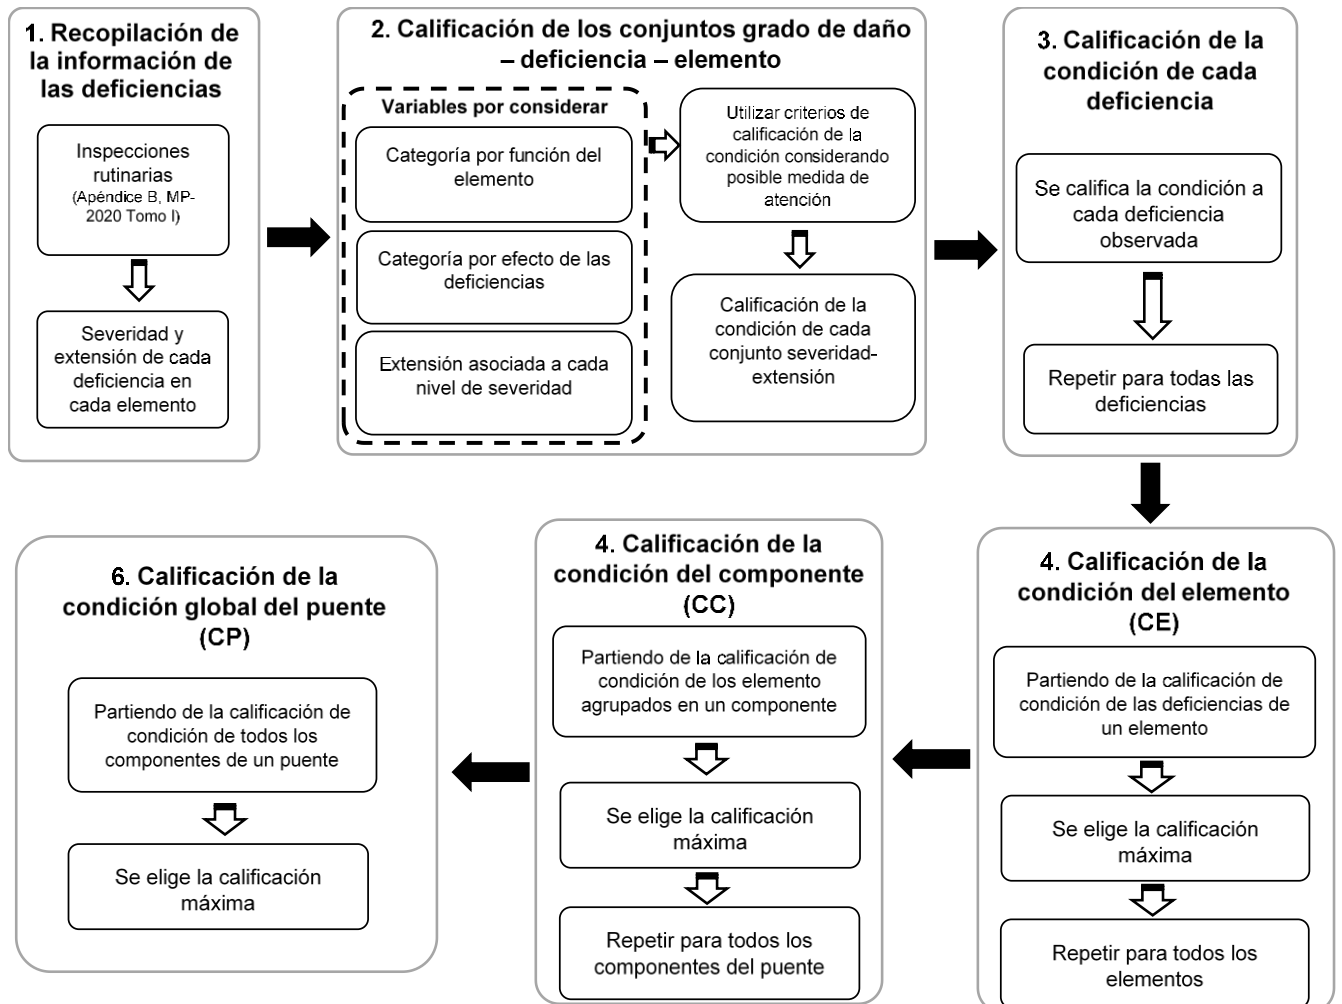 1. Recopilación de
la información de
las deficiencias
Inspecciones
rutinarias
(Apéndice B, MP-
2020 Tomo I)
Severidad y
extensión de cada
deficiencia en
cada elemento
2. Calificación de los conjuntos grado de daño
– deficiencia – elemento
Variables por considerar
Categoría por función del
elemento
Categoría por efecto de las
deficiencias
Extensión asociada a cada
nivel de severidad
Utilizar criterios de
calificación de la
condición considerando
posible medida de
atención
Calificación de la
condición de cada
conjunto severidad-
extensión
3. Calificación de la
condición de cada
deficiencia
Se califica la condición a
cada deficiencia
observada
Repetir para todas las
deficiencias
4. Calificación de la
condición del elemento
(CE)
Partiendo de la calificación de
condición de las deficiencias de
un elemento
Se elige la calificación
máxima
Repetir para todos los
elementos
4. Calificación de la
condición del componente
(CC)
Partiendo de la calificación de
condición de los elemento
agrupados en un componente
Se elige la calificación
máxima
Repetir para todos los
componentes del puente
6. Calificación de la
condición global del puente
(CP)
Partiendo de la calificación de
condición de todos los
componentes de un puente
Se elige la calificación
máxima